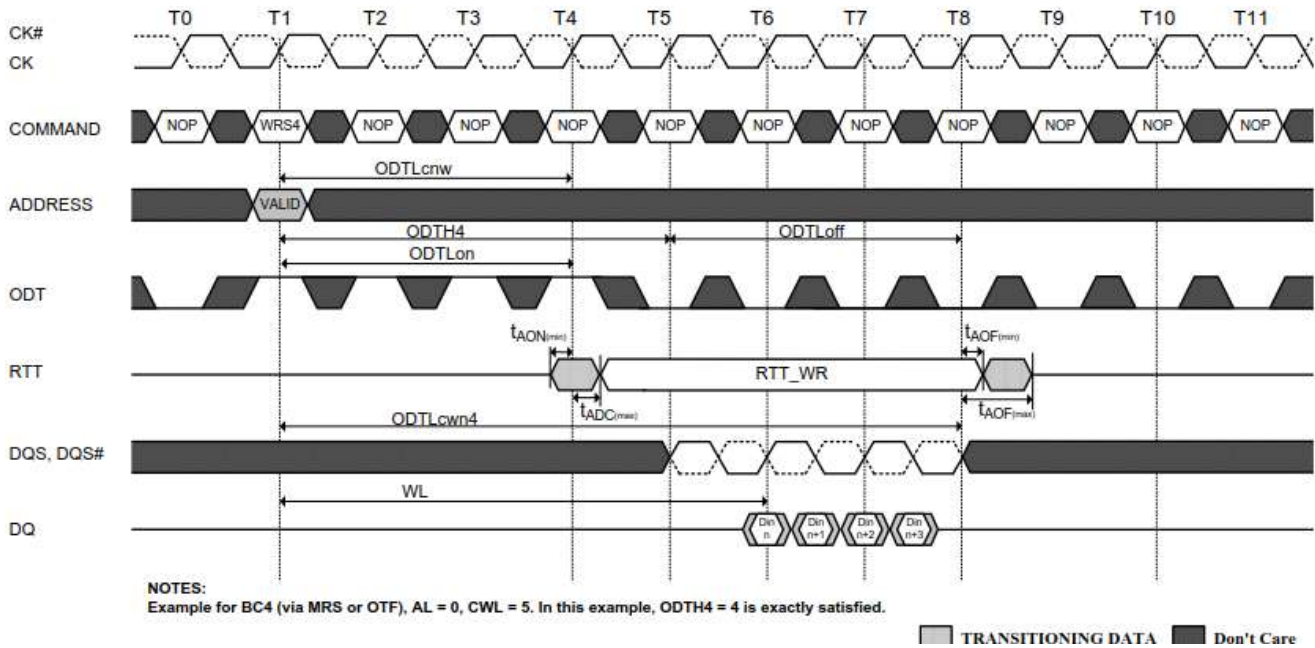 T0 T1 T2 T3 T4 T5 T6 T7 T8 T9 T10 T11
CK#
CK
COMMAND NOP WRS4 NOP NOP NOP NOP NOP NOP NOP NOP NOP NOP
ODTLcnw
ADDRESS VALID
ODTH4 ODTLoff
ODTLon
ODT
tAON(min) tAOF(min)
RTT RTT_WR
tADC(max) tAOF(max)
ODTLcwn4
DQS, DQS#
WL
DQ Din n Din n+1 Din n+2 Din n+3
NOTES:
Example for BC4 (via MRS or OTF), AL = 0, CWL = 5. In this example, ODTH4 = 4 is exactly satisfied.
TRANSITIONING DATA Don't Care